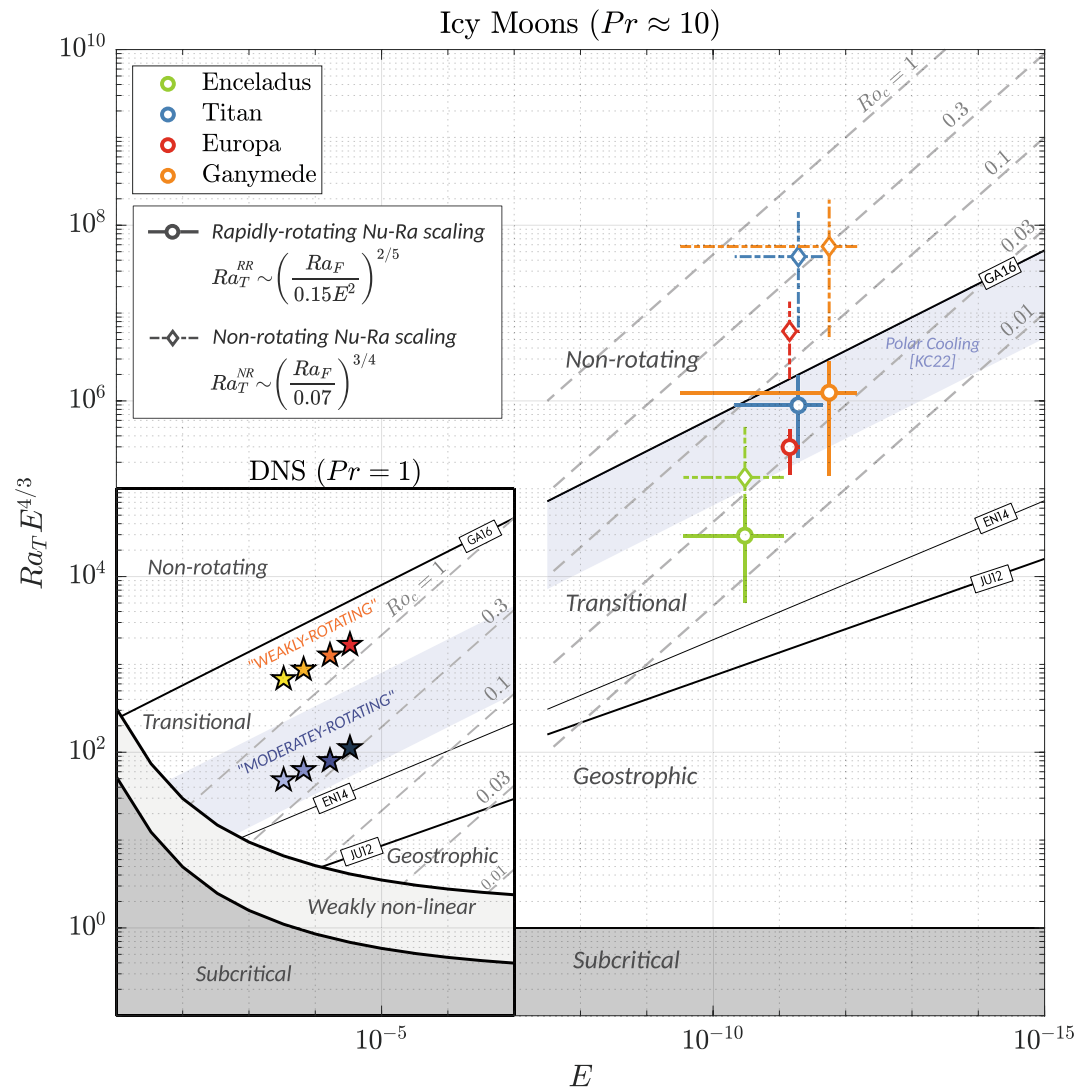 Icy Moons (Pr ≈ 10)
10^10
10^8
10^6
10^4
10^2
10^0
Ra_T E^{4/3}
Enceladus
Titan
Europa
Ganymede
Rapidly-rotating Nu-Ra scaling
Ra_T^{RR} ~ (Ra_F / 0.15E^2)^{2/5}
Non-rotating Nu-Ra scaling
Ra_T^{NR} ~ (Ra_F / 0.07)^{3/4}
Ro_c = 1
0.3
0.1
0.03
GA16
0.01
Polar Cooling
[KC22]
Non-rotating
Transitional
EN14
JU12
Geostrophic
Subcritical
DNS (Pr = 1)
Non-rotating
GA16
Ro_c = 1
"WEAKLY-ROTATING"
0.3
Transitional
"MODERATEY-ROTATING"
0.1
EN14
0.03
JU12
Geostrophic
0.01
Weakly non-linear
Subcritical
10^-5
10^-10
10^-15
E